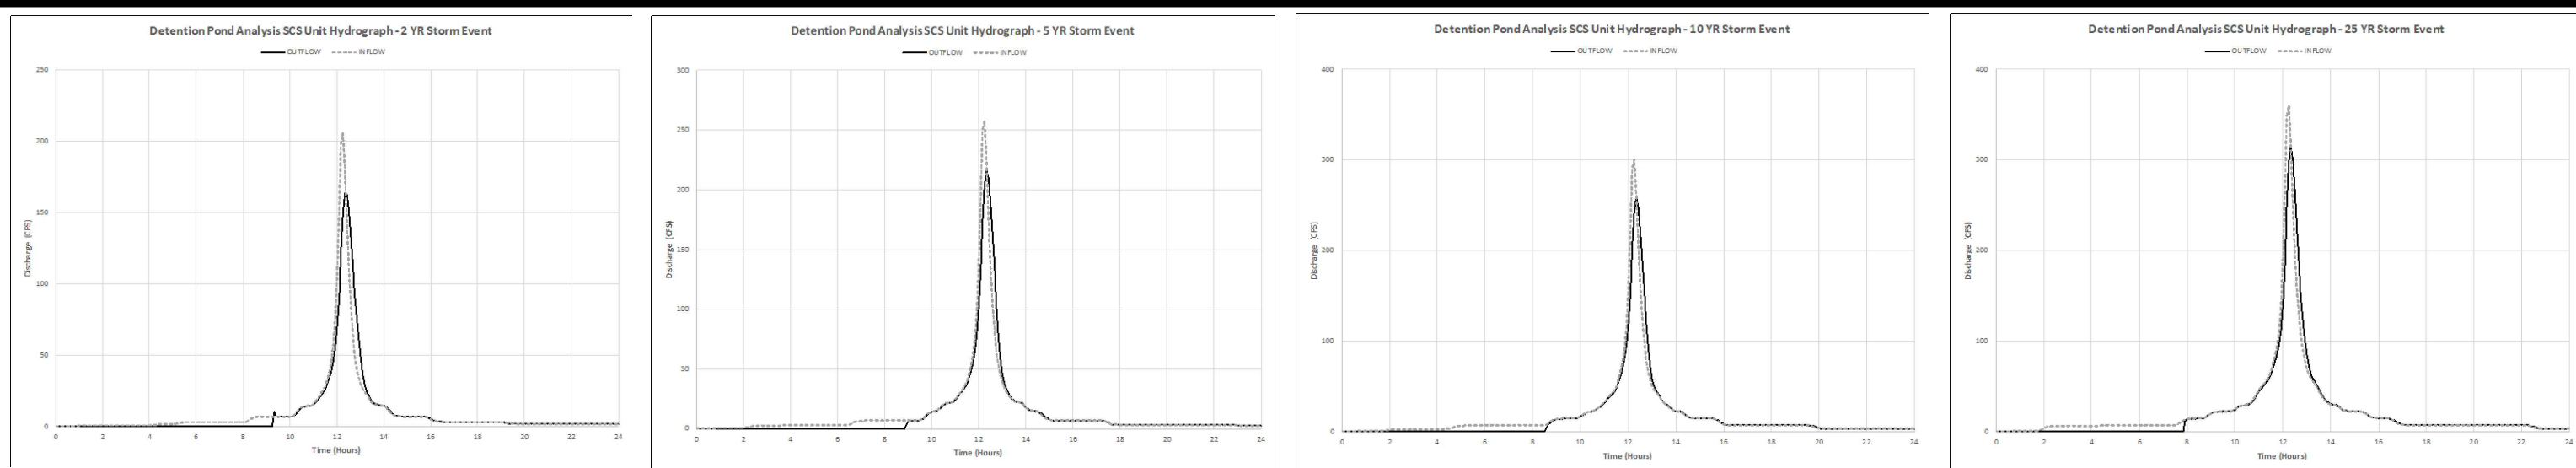 Detention Pond Analysis SCS Unit Hydrograph - 2 YR Storm Event
OUTFLOW INFLOW
250
200
150
100
50
0
Discharge (CFS)
0 2 4 6 8 10 12 14 16 18 20 22 24
Time (Hours)
Detention Pond Analysis SCS Unit Hydrograph - 5 YR Storm Event
OUTFLOW INFLOW
300
250
200
150
100
50
0
Discharge (CFS)
0 2 4 6 8 10 12 14 16 18 20 22 24
Time (Hours)
Detention Pond Analysis SCS Unit Hydrograph - 10 YR Storm Event
OUTFLOW INFLOW
400
300
200
100
0
Discharge (CFS)
0 2 4 6 8 10 12 14 16 18 20 22 24
Time (Hours)
Detention Pond Analysis SCS Unit Hydrograph - 25 YR Storm Event
OUTFLOW INFLOW
400
300
200
100
0
Discharge (CFS)
0 2 4 6 8 10 12 14 16 18 20 22 24
Time (Hours)